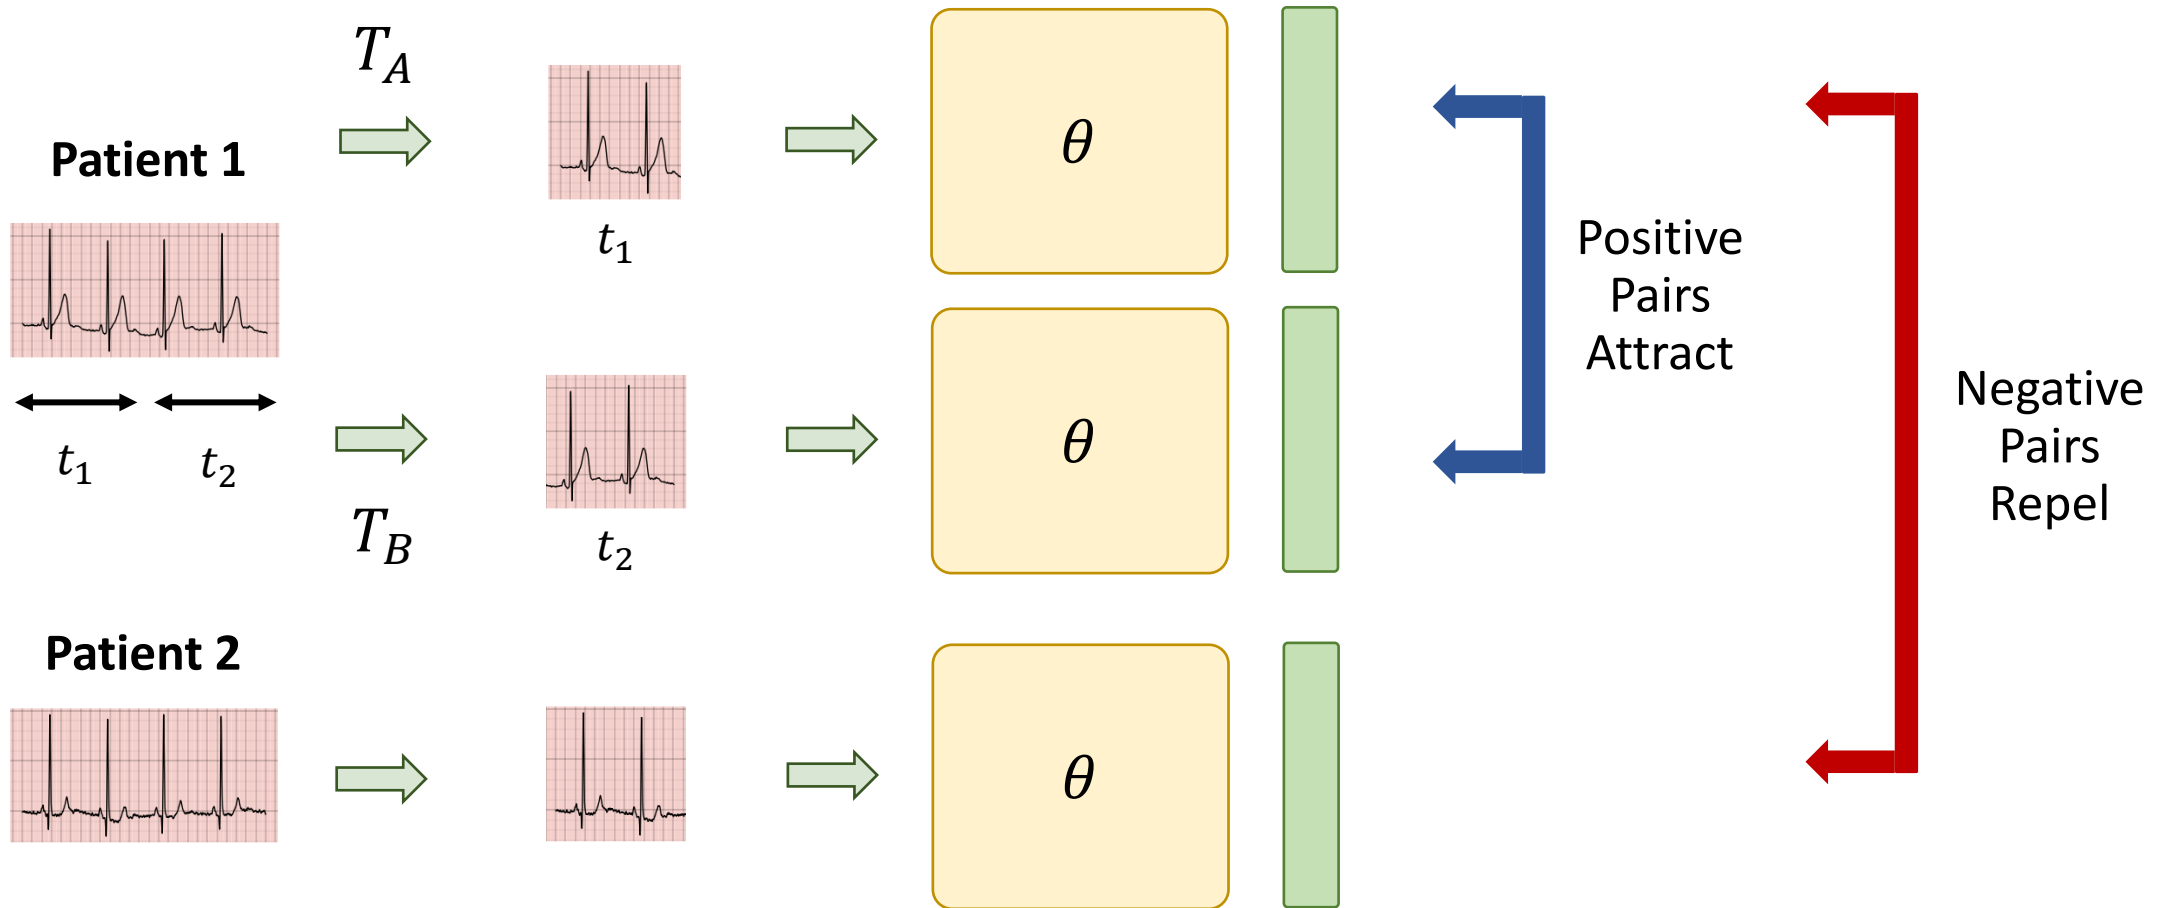 T_A
Patient 1
t_1
θ
Positive
Pairs
Attract
Negative
Pairs
Repel
t_1
t_2
θ
T_B
t_2
Patient 2
θ